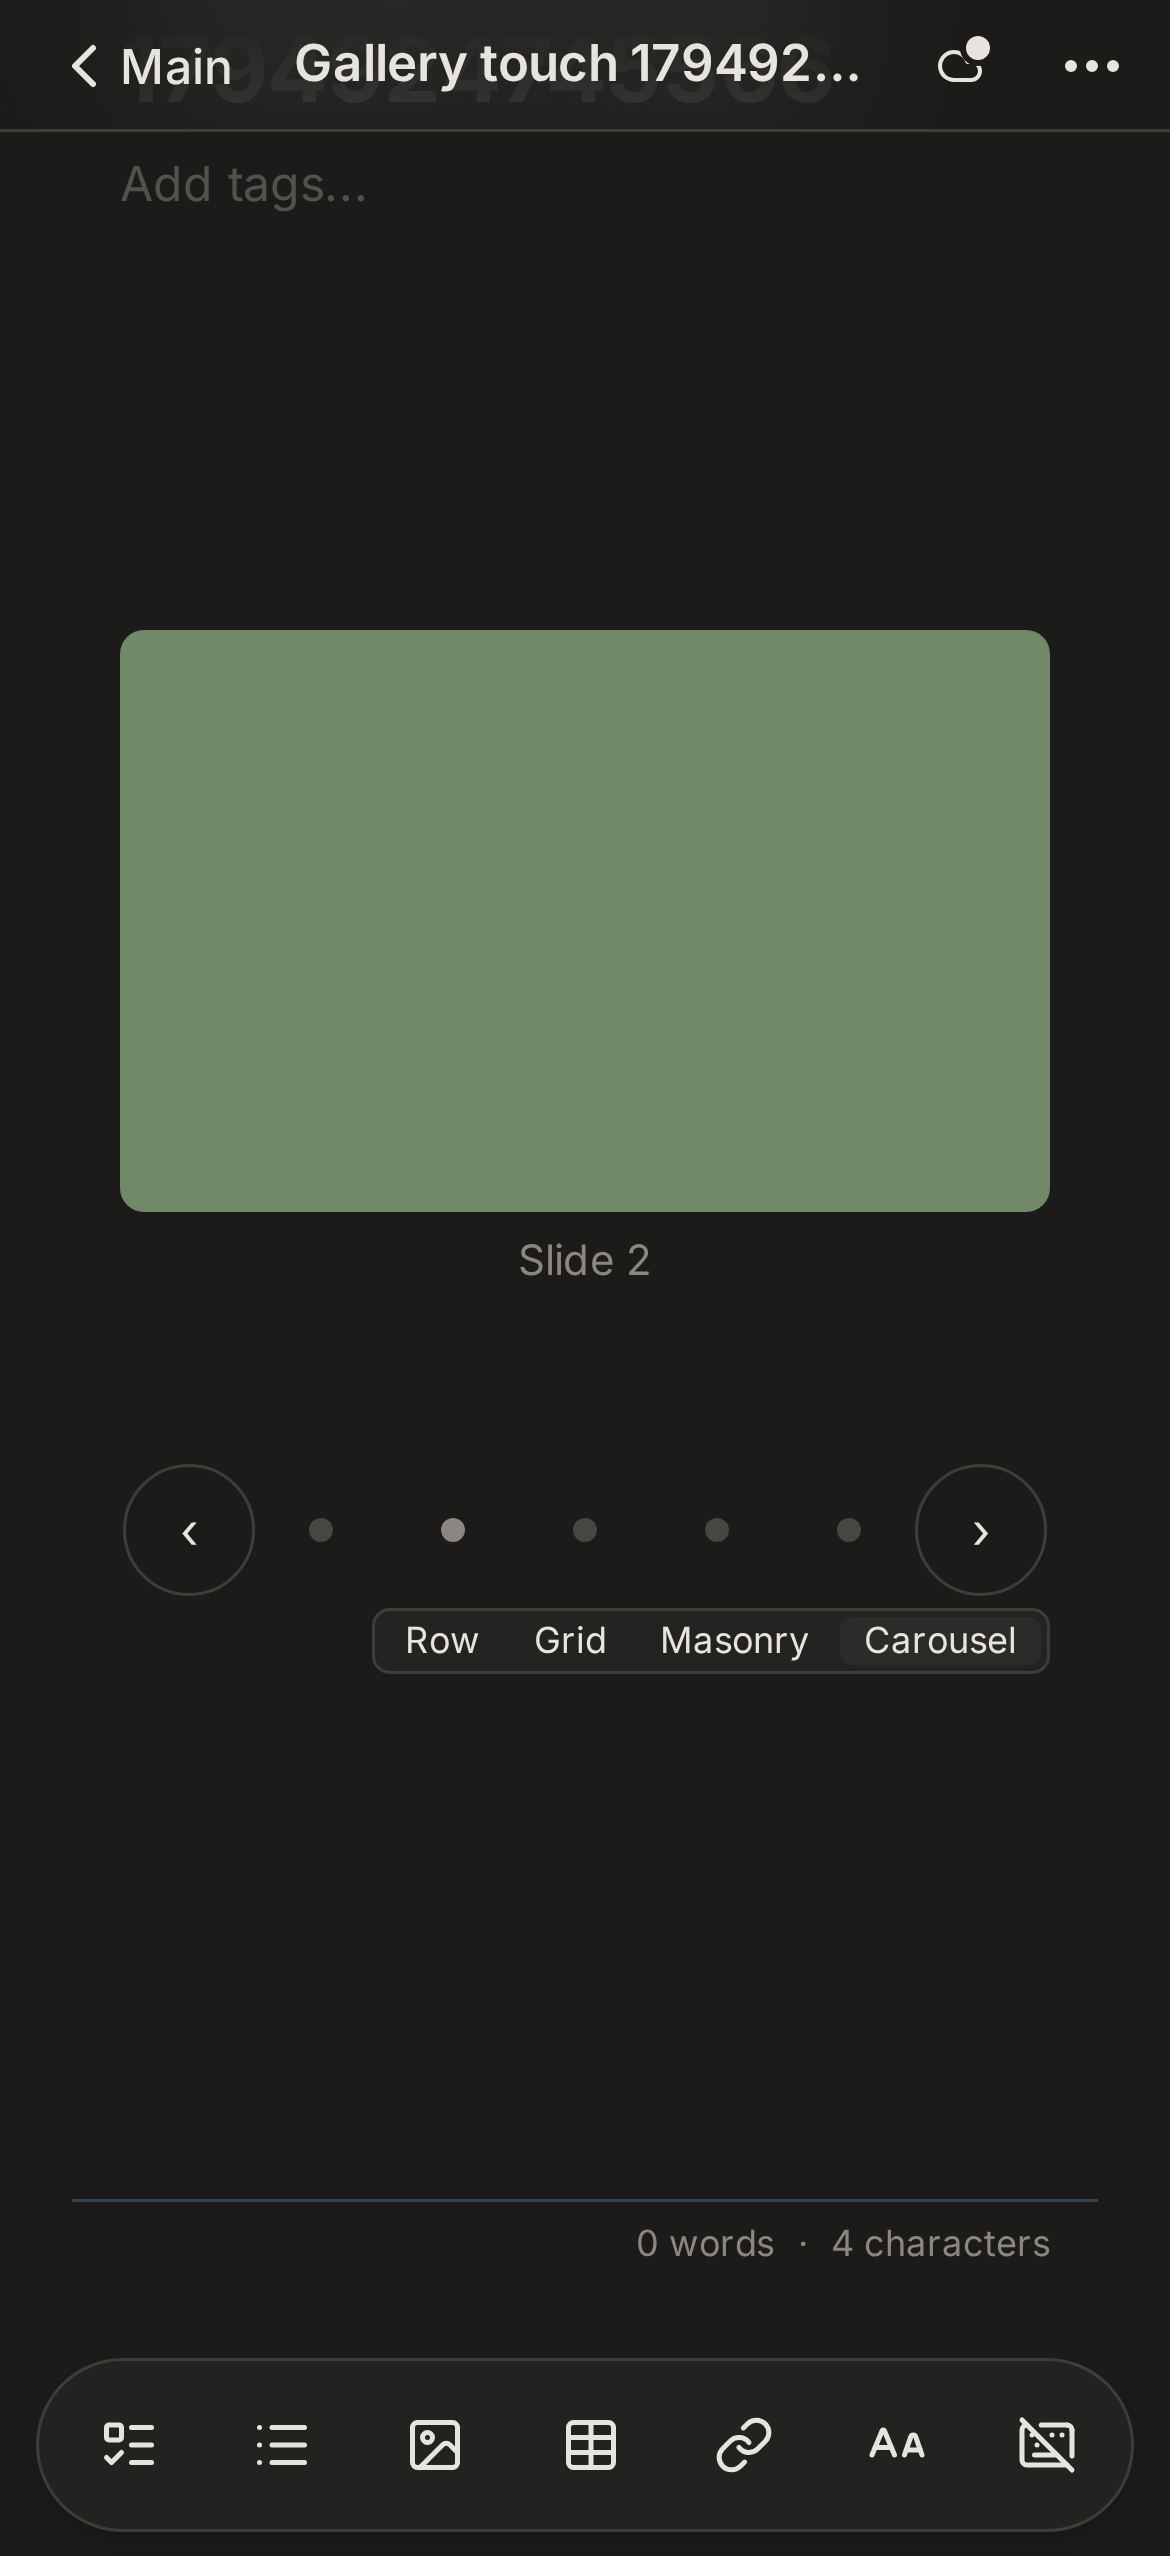 Main
Gallery touch 179492...
Add tags...
Slide 2
‹
›
Row Grid Masonry Carousel
0 words · 4 characters
AA